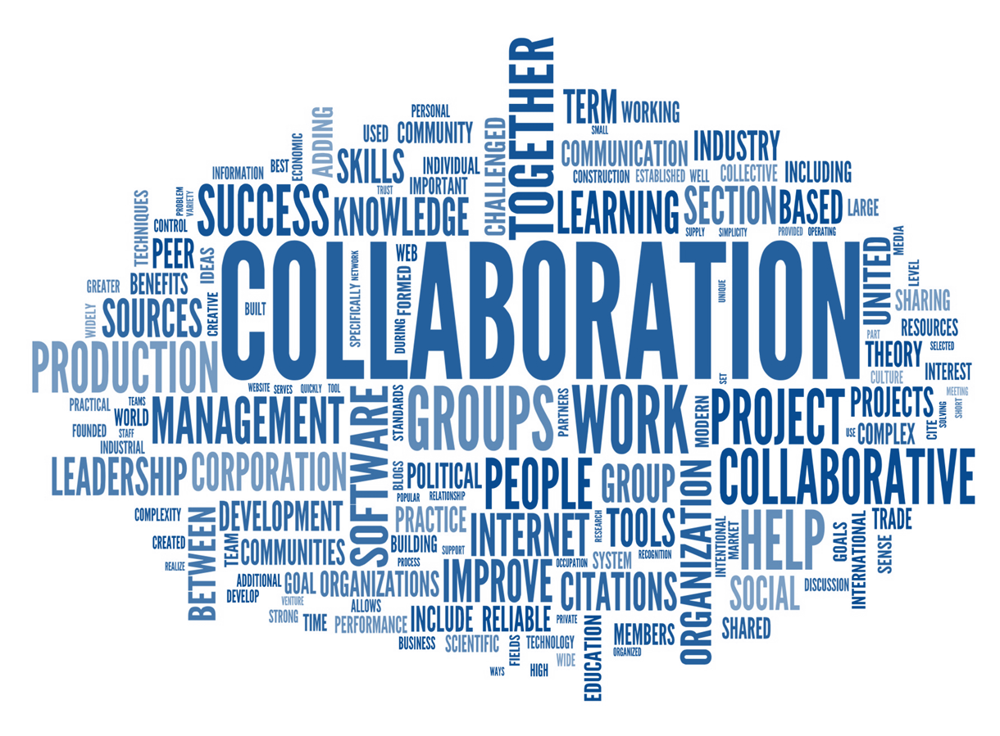 TOGETHER
TERM
WORKING
SMALL
PERSONAL
USED
COMMUNITY
ADDING
ECONOMIC
BEST
INFORMATION
SKILLS
INDIVIDUAL
IMPORTANT
TRUST
CHALLENGED
COMMUNICATION
INDUSTRY
CONSTRUCTION
ESTABLISHED
WELL
COLLECTIVE
INCLUDING
TECHNIQUES
PROBLEM
VARIETY
SUCCESS
KNOWLEDGE
LEARNING
SECTION
BASED
LARGE
CONTROL
SUPPLY
SIMPLICITY
PROVIDED
OPERATING
PEER
IDEAS
COLLABORATION
NETWORK
SPECIFICALLY
WEB
FORMED
DURING
BUILT
UNIQUE
UNITED
MEDIA
LEVEL
GREATER
BENEFITS
WIDELY
SOURCES
CREATIVE
SHARING
PART
RESOURCES
SELECTED
THEORY
CULTURE
INTEREST
PRODUCTION
WEBSITE
SERVES
QUICKLY
TOOL
SET
PRACTICAL
TEAMS
WORLD
FOUNDED
STAFF
INDUSTRIAL
MANAGEMENT
SOFTWARE
STANDARDS
GROUPS
PARTNERS
WORK
MODERN
PROJECT
PROJECTS
MEETING
SHORT
SOLVING
CITE
USE
COMPLEX
LEADERSHIP
CORPORATION
BLOGS
POLITICAL
POPULAR
RELATIONSHIP
PEOPLE
GROUP
COLLABORATIVE
COMPLEXITY
BETWEEN
DEVELOPMENT
PRACTICE
INTERNET
RESEARCH
TOOLS
ORGANIZATION
INTENTIONAL
MARKET
HELP
GOALS
INTERNATIONAL
TRADE
SENSE
CREATED
TEAM
COMMUNITIES
BUILDING
SUPPORT
PROCESS
OCCUPATION
SYSTEM
RECOGNITION
REALIZE
ADDITIONAL
DEVELOP
GOAL
ORGANIZATIONS
IMPROVE
CITATIONS
SOCIAL
DISCUSSION
VENTURE
ALLOWS
STRONG
TIME
PERFORMANCE
INCLUDE
RELIABLE
PRIVATE
EDUCATION
MEMBERS
ORGANIZED
SHARED
BUSINESS
SCIENTIFIC
FIELDS
TECHNOLOGY
WIDE
WAYS
HIGH